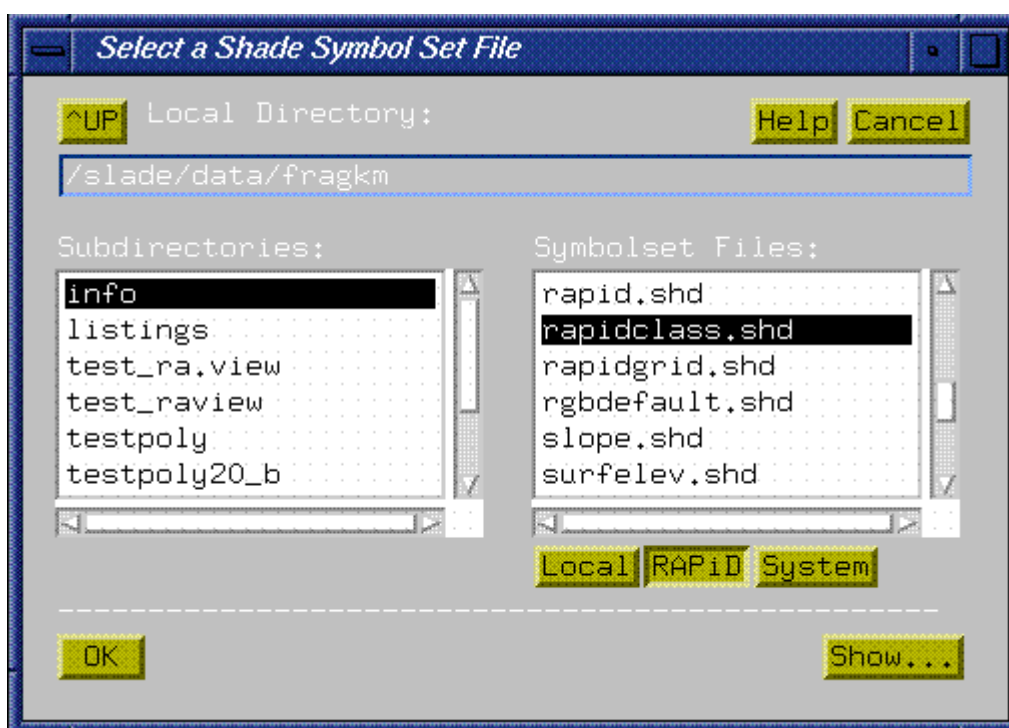 Select a Shade Symbol Set File
^UP Local Directory: Help Cancel
/slade/data/fragkm
Subdirectories: Symbolset Files:
info
listings
test_ra.view
test_raview
testpoly
testpoly20_b
rapid.shd
rapidclass.shd
rapidgrid.shd
rgbdefault.shd
slope.shd
surfelev.shd
Local RAPiD System
OK Show...